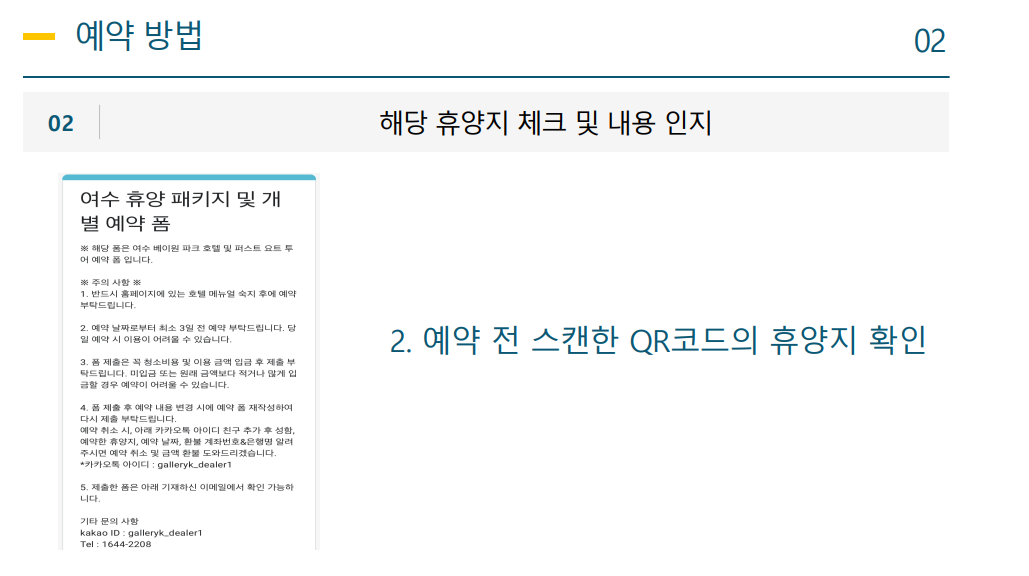 예약 방법
02
02
해당 휴양지 체크 및 내용 인지
여수 휴양 패키지 및 개
별 예약 폼
※ 해당 폼은 여수 베이원 파크 호텔 및 퍼스트 요트 투
어 예약 폼 입니다.
※ 주의 사항 ※
1. 반드시 홈페이지에 있는 호텔 메뉴얼 숙지 후에 예약
부탁드립니다.
2. 예약 날짜로부터 최소 3일 전 예약 부탁드립니다. 당
일 예약 시 이용이 어려울 수 있습니다.
3. 폼 제출은 꼭 청소비용 및 이용 금액 입금 후 제출 부
탁드립니다. 미입금 또는 원래 금액보다 적거나 많게 입
금할 경우 예약이 어려울 수 있습니다.
4. 폼 제출 후 예약 내용 변경 시에 예약 폼 재작성하여
다시 제출 부탁드립니다.
예약 취소 시, 아래 카카오톡 아이디 친구 추가 후 성함,
예약한 휴양지, 예약 날짜, 환불 계좌번호&은행명 알려
주시면 예약 취소 및 금액 환불 도와드리겠습니다.
*카카오톡 아이디 : galleryk_dealer1
5. 제출한 폼은 아래 기재하신 이메일에서 확인 가능하
니다.
기타 문의 사항
kakao ID : galleryk_dealer1
Tel : 1644-2208
2. 예약 전 스캔한 QR코드의 휴양지 확인